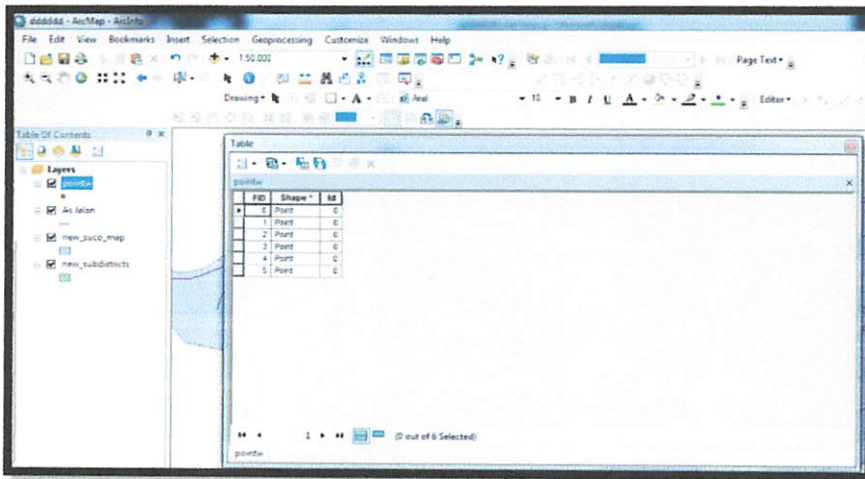 dddddd - ArcMap - ArcInfo
File Edit View Bookmarks Insert Selection Geoprocessing Customize Windows Help
1:50.000
Page Text
Drawing
A
Arial
10
B I U A
Editor
Table Of Contents
Layers
pointw
As Jalan
new_suco_map
new_subdistricts
Table
pointw
FID Shape * Id
0 Point 0
1 Point 0
2 Point 0
3 Point 0
4 Point 0
5 Point 0
1
(0 out of 6 Selected)
pointw